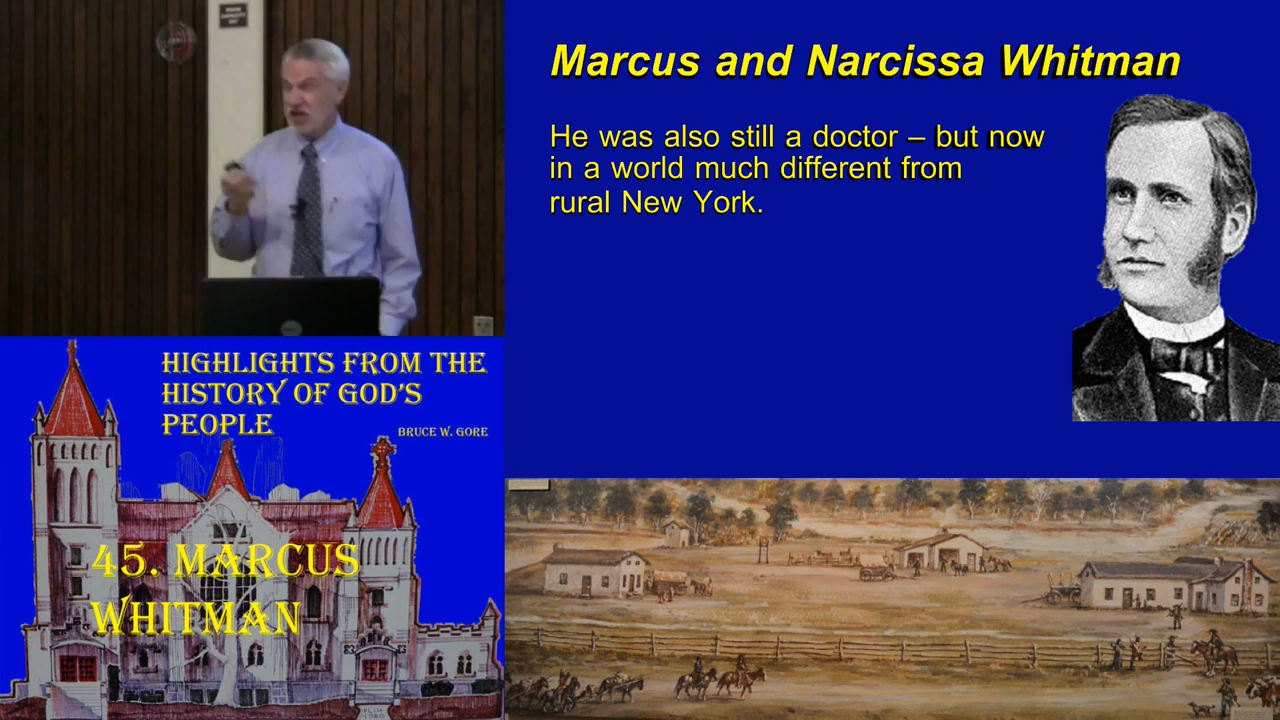 Marcus and Narcissa Whitman
He was also still a doctor – but now
in a world much different from
rural New York.
HIGHLIGHTS FROM THE
HISTORY OF GOD'S
PEOPLE
BRUCE W. GORE
45. MARCUS
WHITMAN